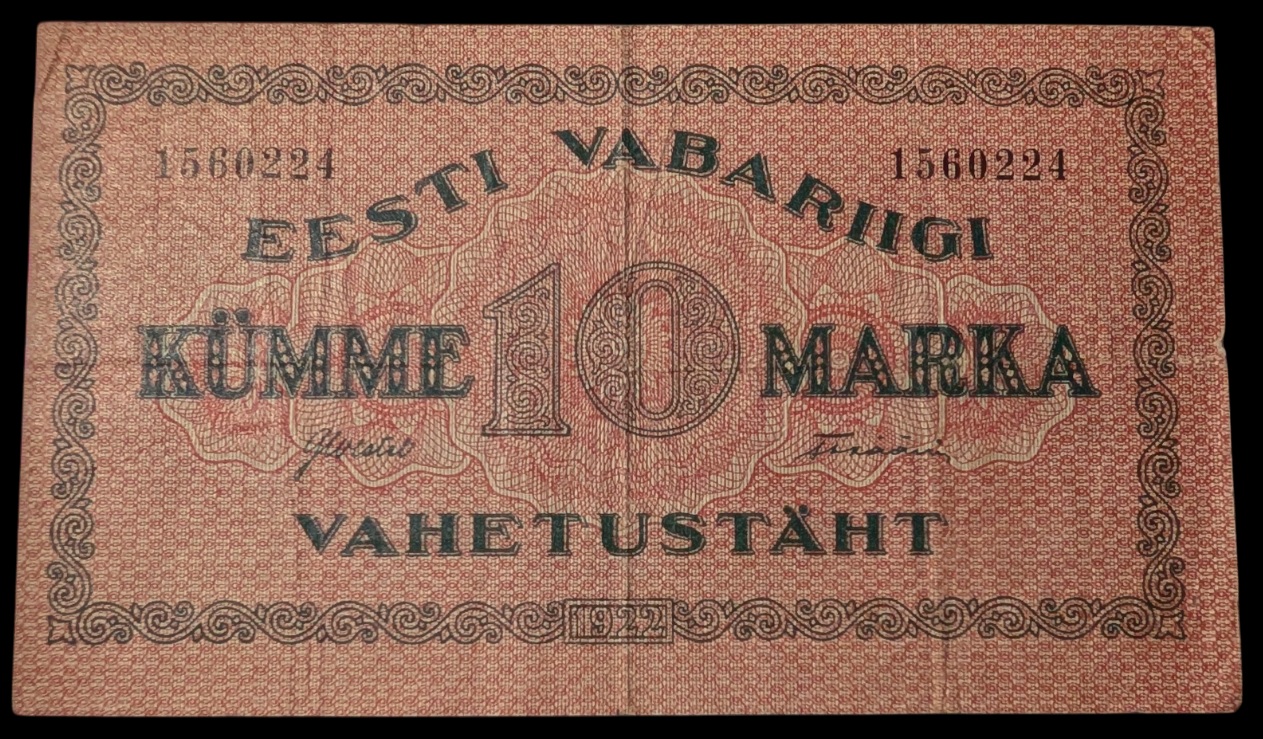 1560224 1560224
EESTI VABARIIGI
KÜMME 10 MARKA
VAHETUSTÄHT
1922